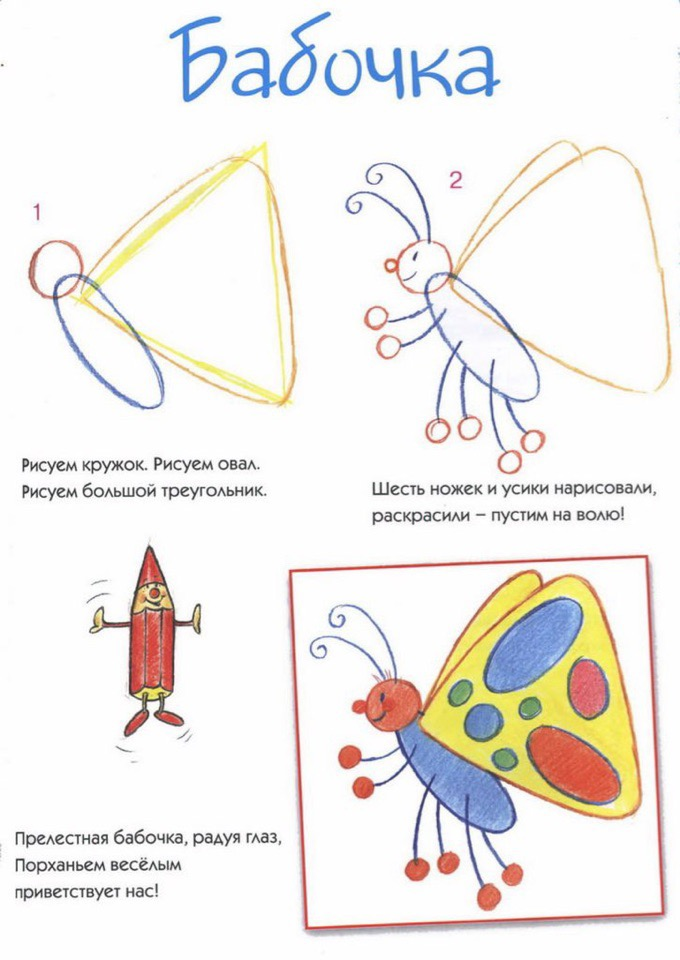 Бабочка
1
2
Рисуем кружок. Рисуем овал.
Рисуем большой треугольник.
Шесть ножек и усики нарисовали,
раскрасили – пустим на волю!
Прелестная бабочка, радуя глаз,
Порханьем весёлым
приветствует нас!